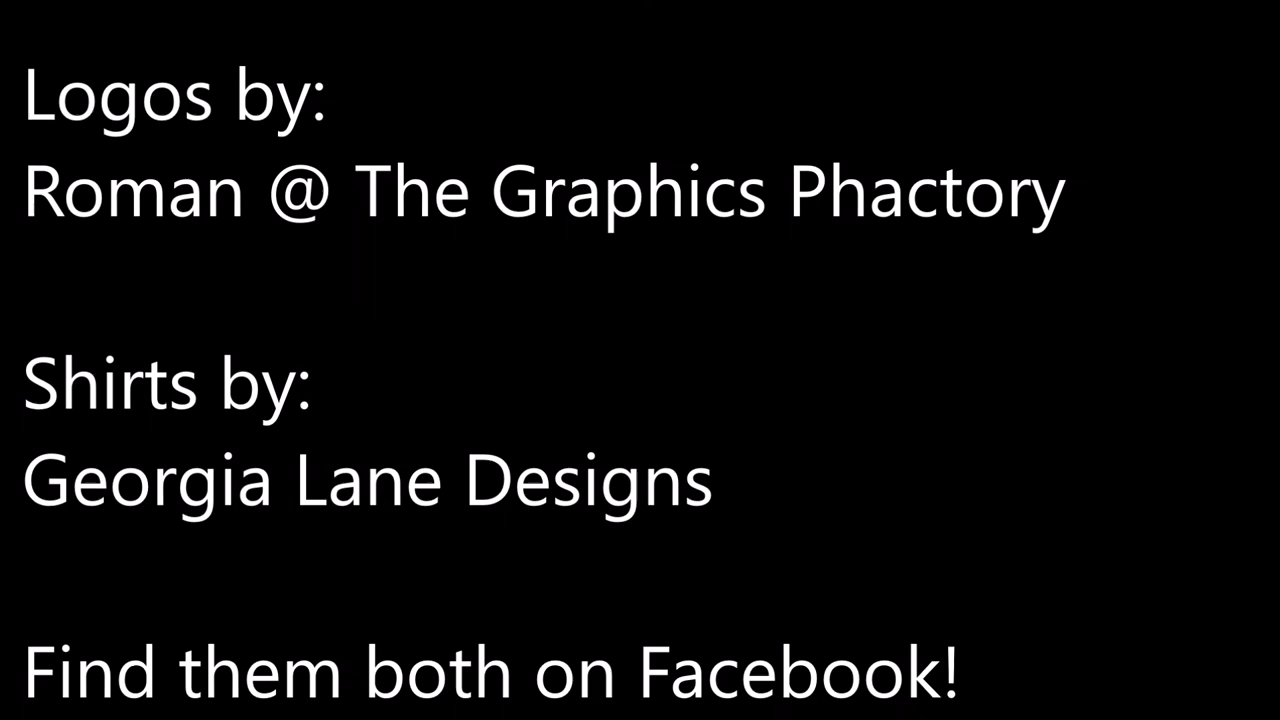 Logos by:
Roman @ The Graphics Phactory
Shirts by:
Georgia Lane Designs
Find them both on Facebook!